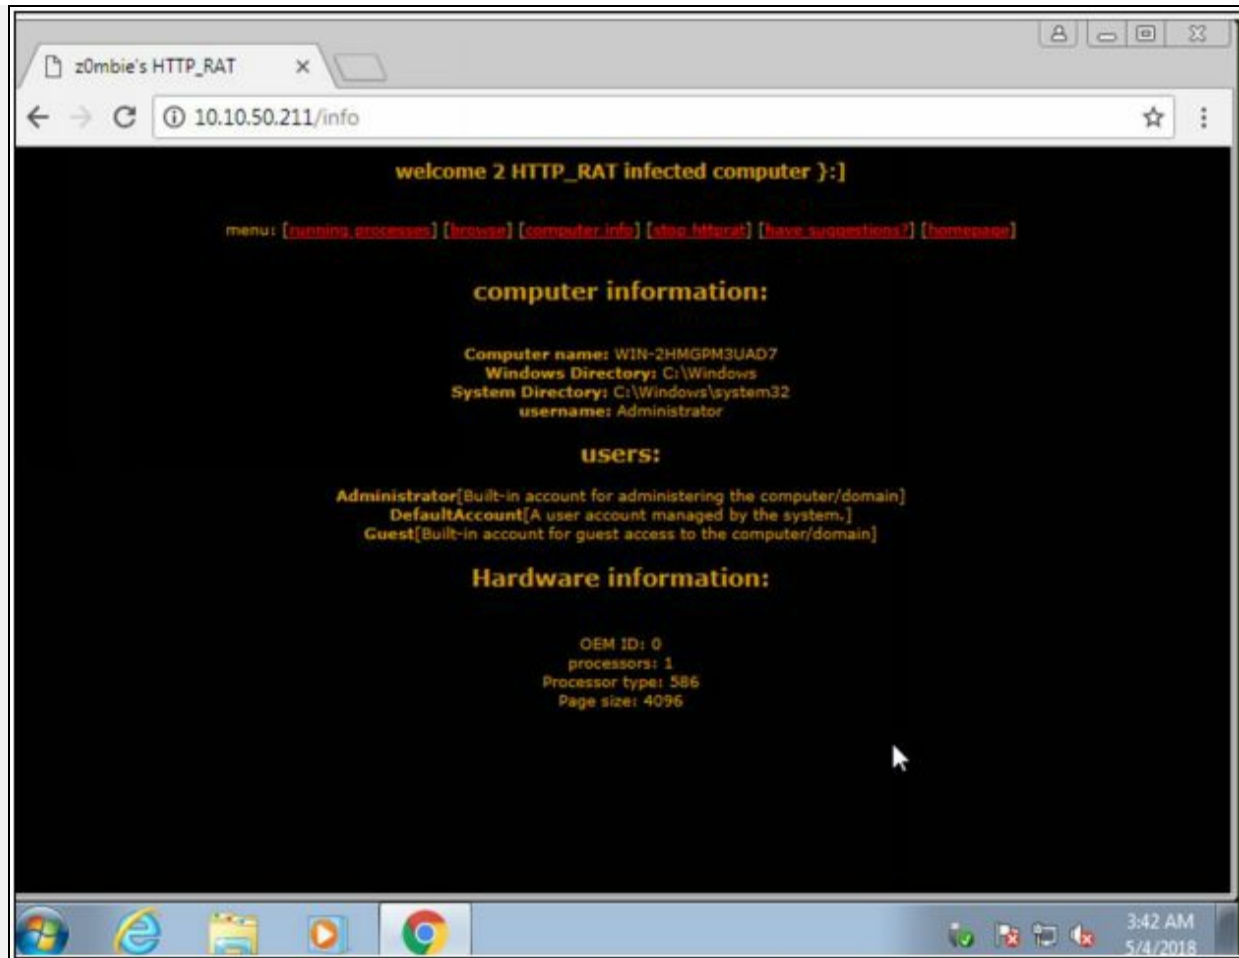 z0mbie's HTTP_RAT
10.10.50.211/info
welcome 2 HTTP_RAT infected computer }:]
menu: [running processes] [browse] [computer info] [stop httprat] [have suggestions?] [homepage]
computer information:
Computer name: WIN-2HMGPM3UAD7
Windows Directory: C:\Windows
System Directory: C:\Windows\system32
username: Administrator
users:
Administrator[Built-in account for administering the computer/domain]
DefaultAccount[A user account managed by the system.]
Guest[Built-in account for guest access to the computer/domain]
Hardware information:
OEM ID: 0
processors: 1
Processor type: 586
Page size: 4096
3:42 AM
5/4/2018